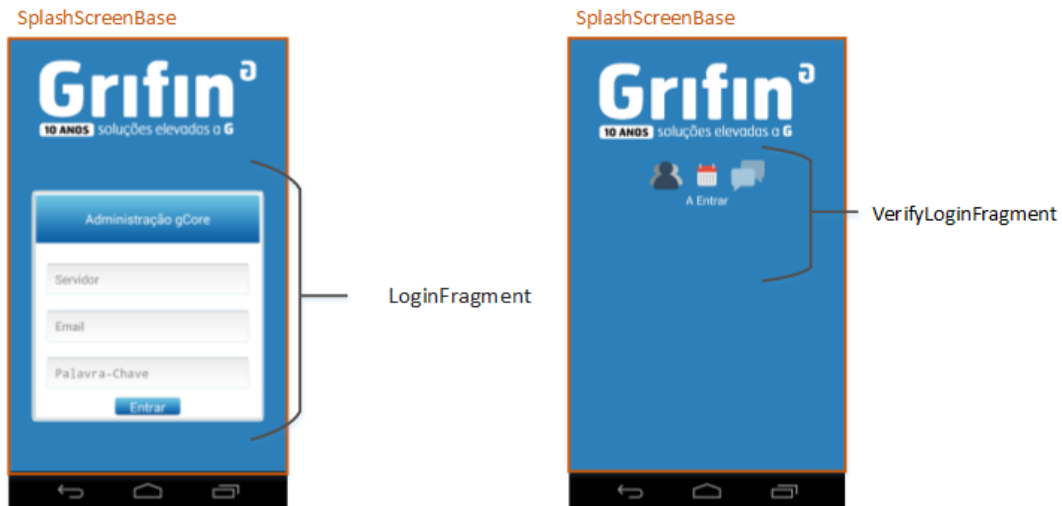 SplashScreenBase
Grifin G
10 ANOS soluções elevadas a G
Administração gCore
Servidor
Email
Palavra-Chave
Entrar
LoginFragment
SplashScreenBase
Grifin G
10 ANOS soluções elevadas a G
A Entrar
VerifyLoginFragment